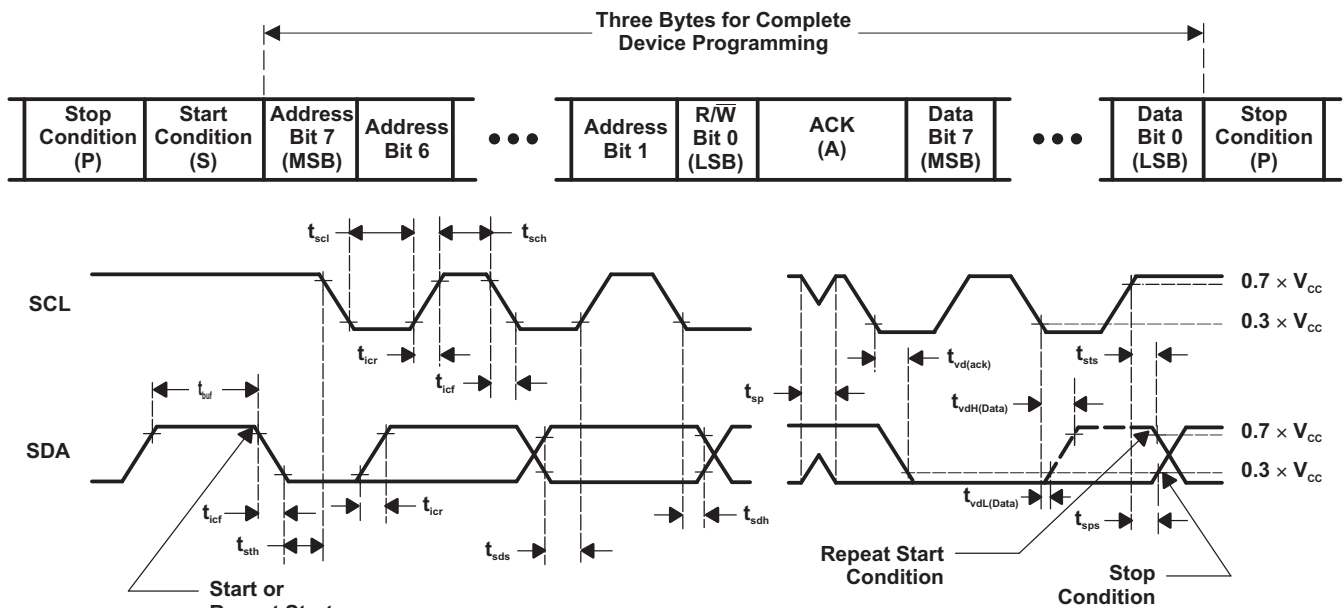 Three Bytes for Complete
Device Programming
Stop
Condition
(P)
Start
Condition
(S)
Address
Bit 7
(MSB)
Address
Bit 6
•••
Address
Bit 1
R/W̅
Bit 0
(LSB)
ACK
(A)
Data
Bit 7
(MSB)
•••
Data
Bit 0
(LSB)
Stop
Condition
(P)
tscl
tsch
SCL
0.7 × VCC
0.3 × VCC
ticr
ticf
tvd(ack)
tsts
tbuf
tsp
tvdH(Data)
SDA
0.7 × VCC
0.3 × VCC
ticf
ticr
tsdh
tvdL(Data)
tsps
tsth
tsds
Repeat Start
Condition
Stop
Condition
Start or
Repeat Start